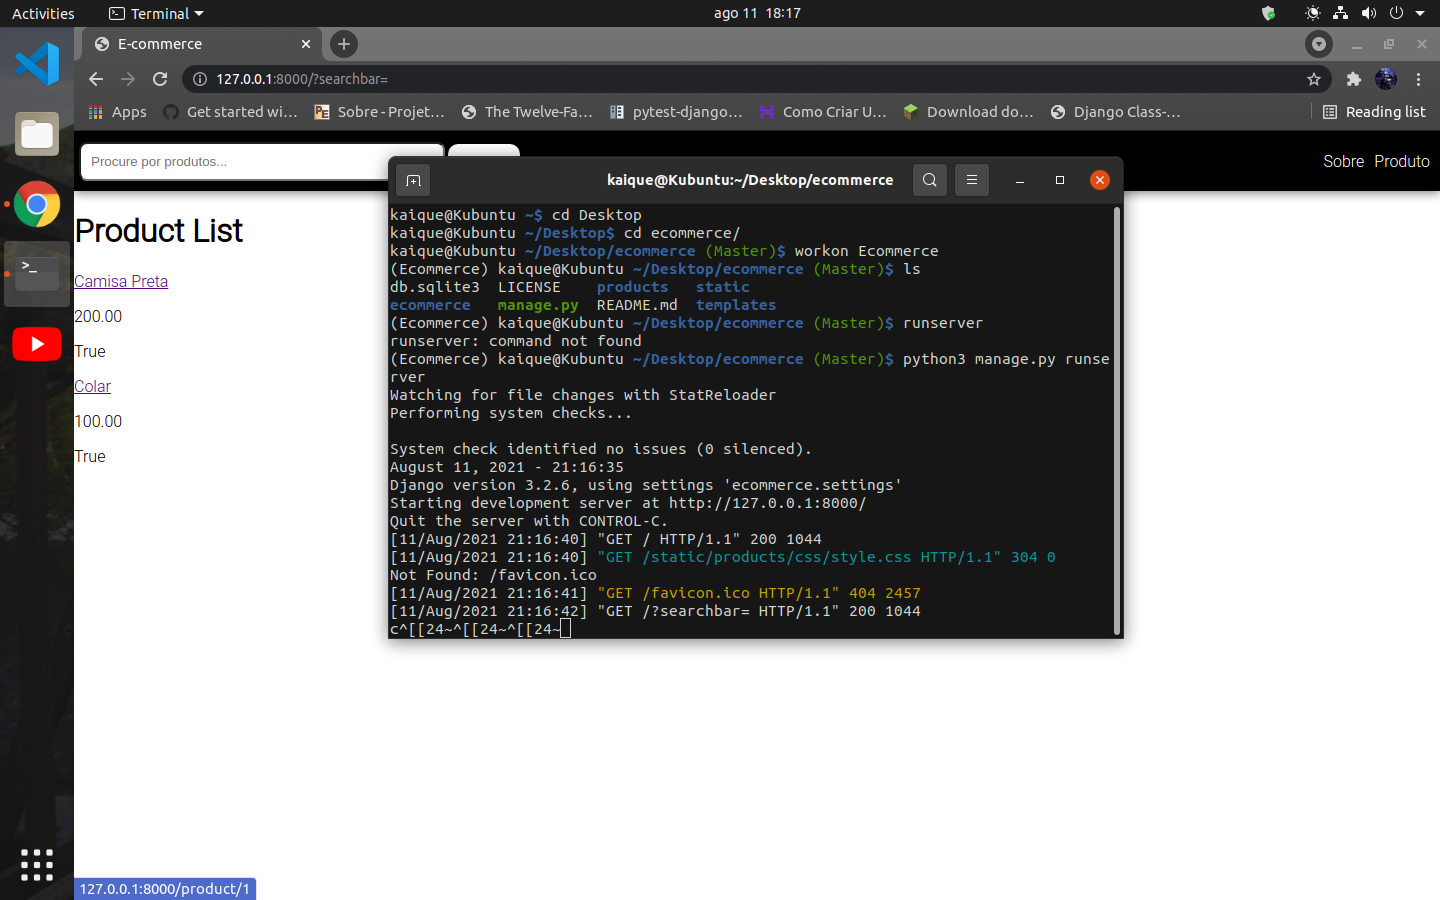 Activities
Terminal
ago 11 18:17
E-commerce
127.0.0.1:8000/?searchbar=
Apps
Get started wi...
Sobre - Projet...
The Twelve-Fa...
pytest-django...
Como Criar U...
Download do...
Django Class-...
Reading list
Procure por produtos...
Sobre Produto
Product List
Camisa Preta
200.00
True
Colar
100.00
True
kaique@Kubuntu:~/Desktop/ecommerce
kaique@Kubuntu ~$ cd Desktop
kaique@Kubuntu ~/Desktop$ cd ecommerce/
kaique@Kubuntu ~/Desktop/ecommerce (Master)$ workon Ecommerce
(Ecommerce) kaique@Kubuntu ~/Desktop/ecommerce (Master)$ ls
db.sqlite3 LICENSE products static
ecommerce manage.py README.md templates
(Ecommerce) kaique@Kubuntu ~/Desktop/ecommerce (Master)$ runserver
runserver: command not found
(Ecommerce) kaique@Kubuntu ~/Desktop/ecommerce (Master)$ python3 manage.py runse
rver
Watching for file changes with StatReloader
Performing system checks...
System check identified no issues (0 silenced).
August 11, 2021 - 21:16:35
Django version 3.2.6, using settings 'ecommerce.settings'
Starting development server at http://127.0.0.1:8000/
Quit the server with CONTROL-C.
[11/Aug/2021 21:16:40] "GET / HTTP/1.1" 200 1044
[11/Aug/2021 21:16:40] "GET /static/products/css/style.css HTTP/1.1" 304 0
Not Found: /favicon.ico
[11/Aug/2021 21:16:41] "GET /favicon.ico HTTP/1.1" 404 2457
[11/Aug/2021 21:16:42] "GET /?searchbar= HTTP/1.1" 200 1044
c^[[24~^[[24~^[[24~
127.0.0.1:8000/product/1